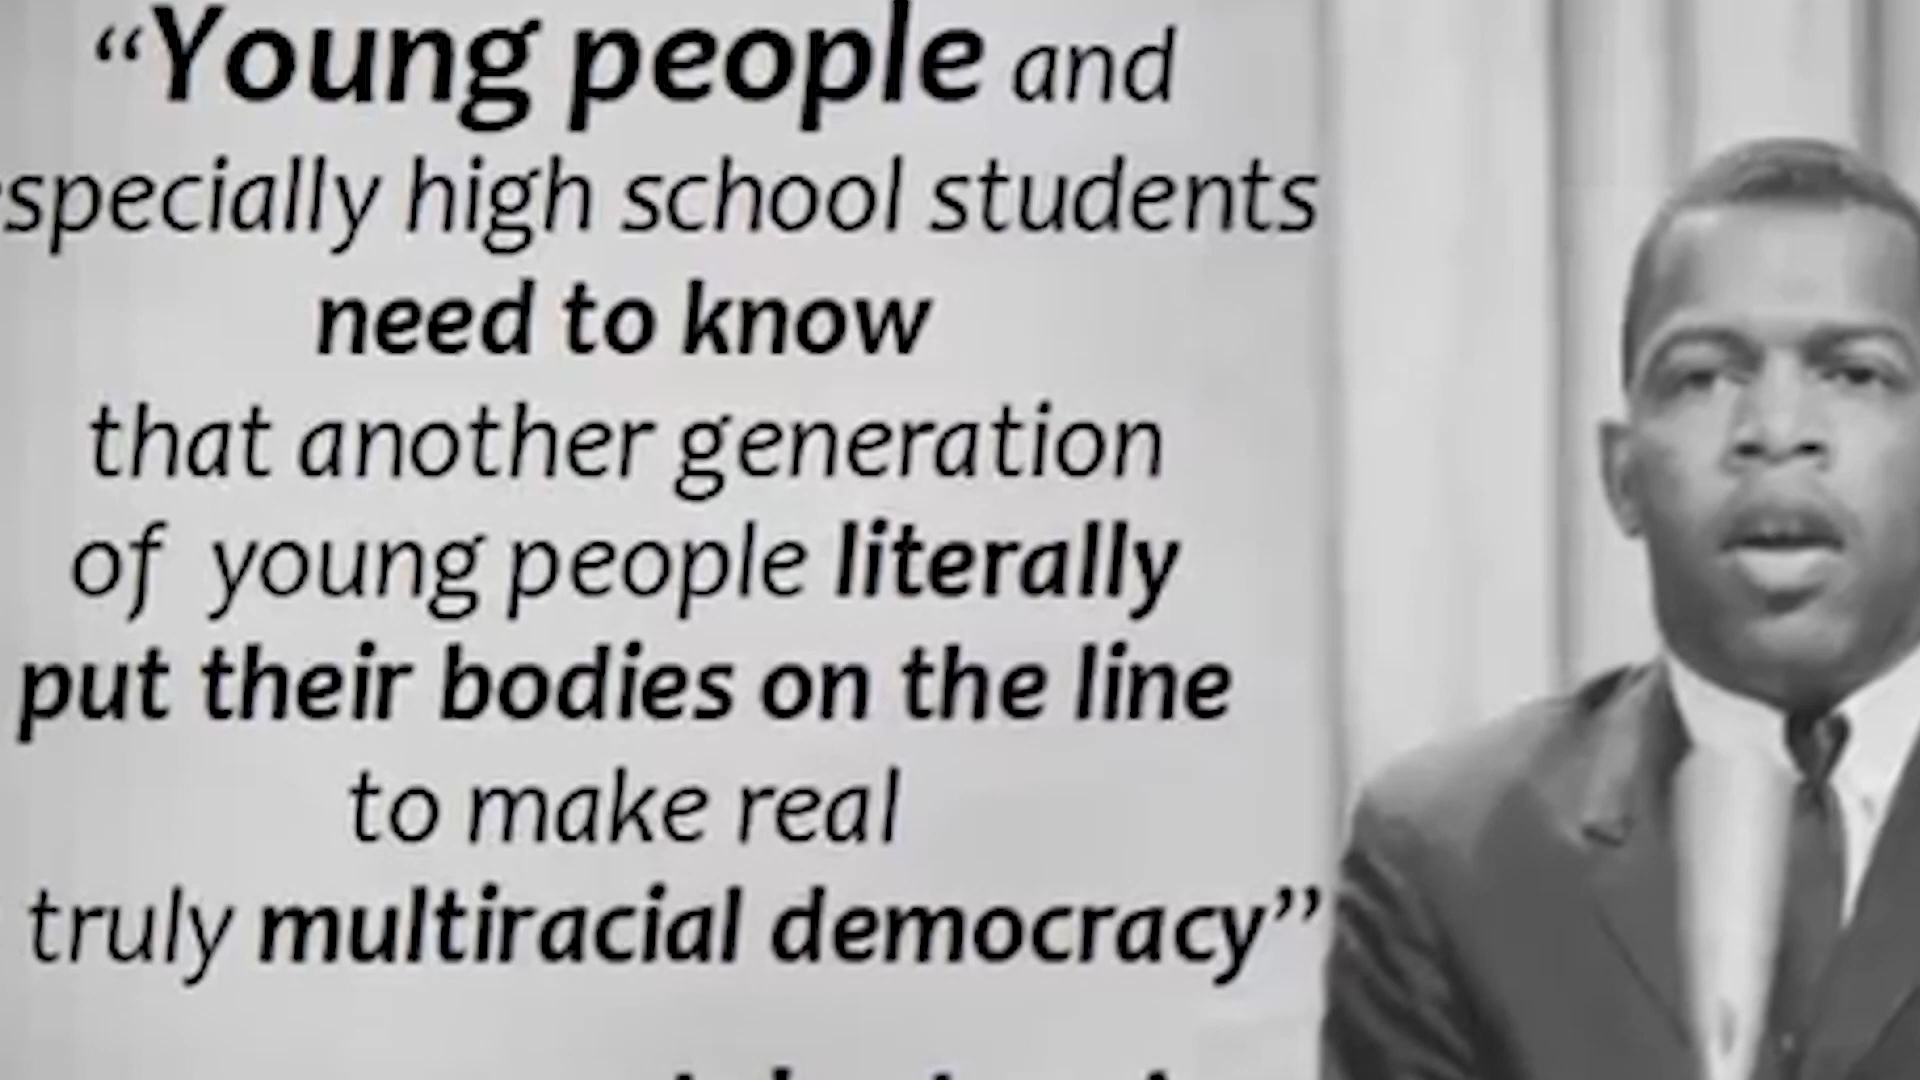 “Young people and
especially high school students
need to know
that another generation
of young people literally
put their bodies on the line
to make real
truly multiracial democracy”